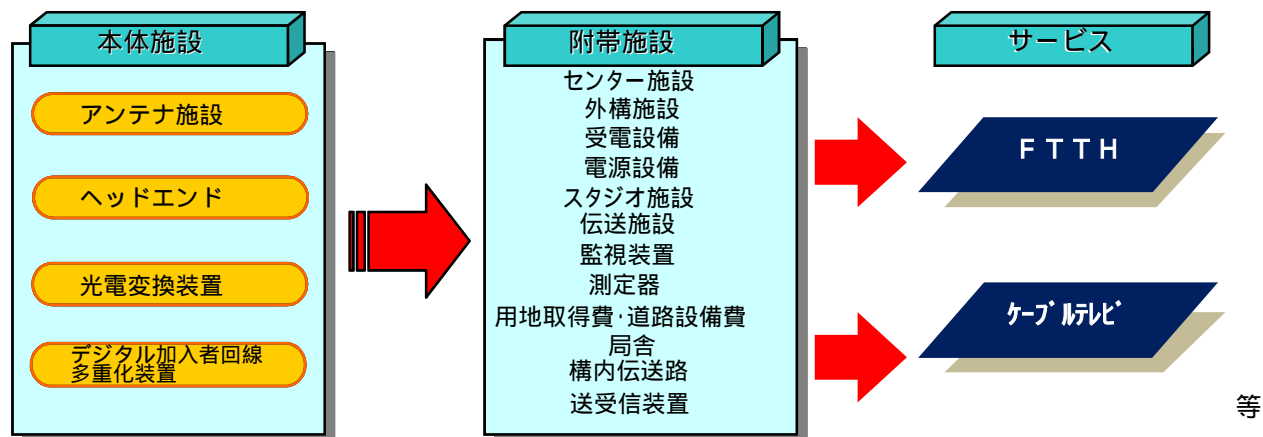 本体施設
アンテナ施設
ヘッドエンド
光電変換装置
デジタル加入者回線
多重化装置
附帯施設
センター施設
外構施設
受電設備
電源設備
スタジオ施設
伝送施設
監視装置
測定器
用地取得費・道路設備費
局舎
構内伝送路
送受信装置
サービス
ＦＴＴＨ
ｹｰﾌﾞﾙﾃﾚﾋﾞ
等